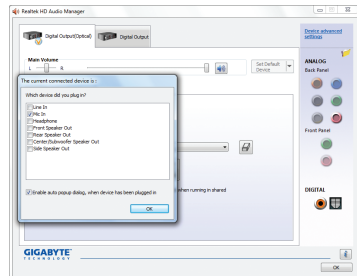 Realtek HD Audio Manager
Digital Output(Optical)
Digital Output
Device advanced
settings
Main Volume
L
R
Set Default
Device
ANALOG
Back Panel
The current connected device is :
Which device did you plug in?
Line In
Mic In
Headphone
Front Speaker Out
Rear Speaker Out
Center/Subwoofer Speaker Out
Side Speaker Out
when running in shared
Front Panel
Enable auto popup dialog, when device has been plugged in
OK
DIGITAL
GIGABYTE
TECHNOLOGY
OK